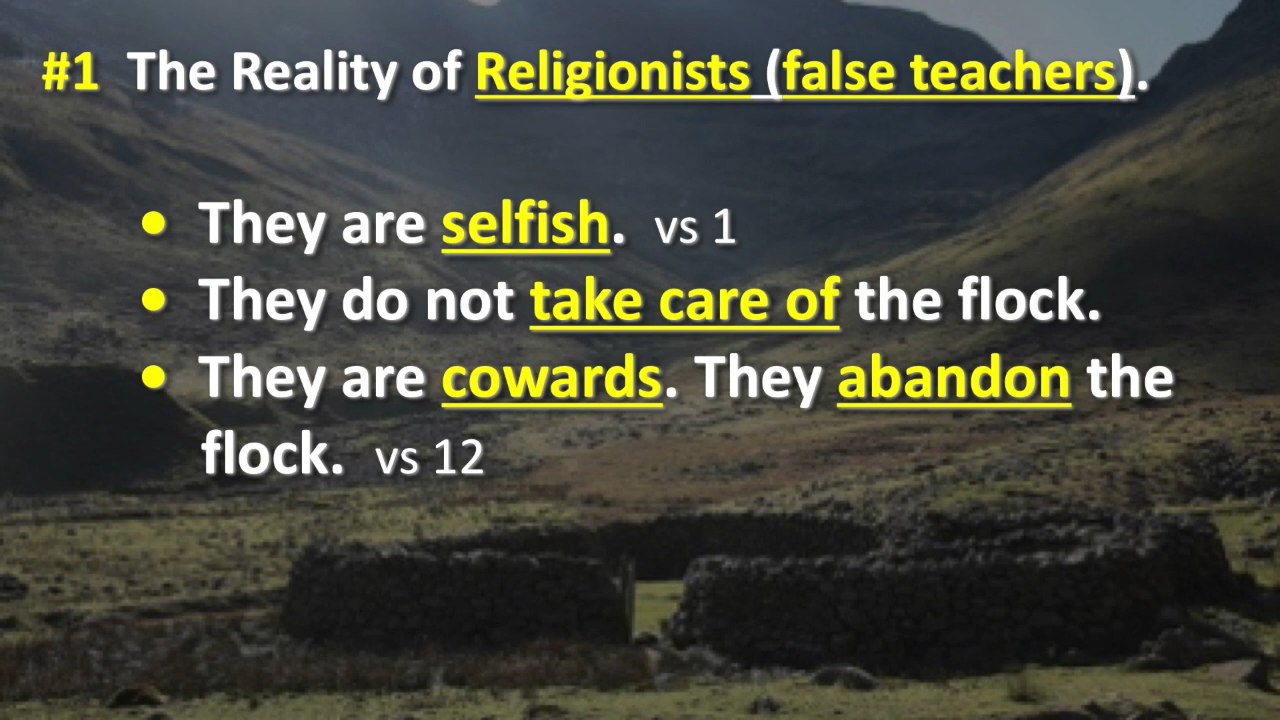 #1 The Reality of Religionists (false teachers).
• They are selfish. vs 1
• They do not take care of the flock.
• They are cowards. They abandon the
flock. vs 12